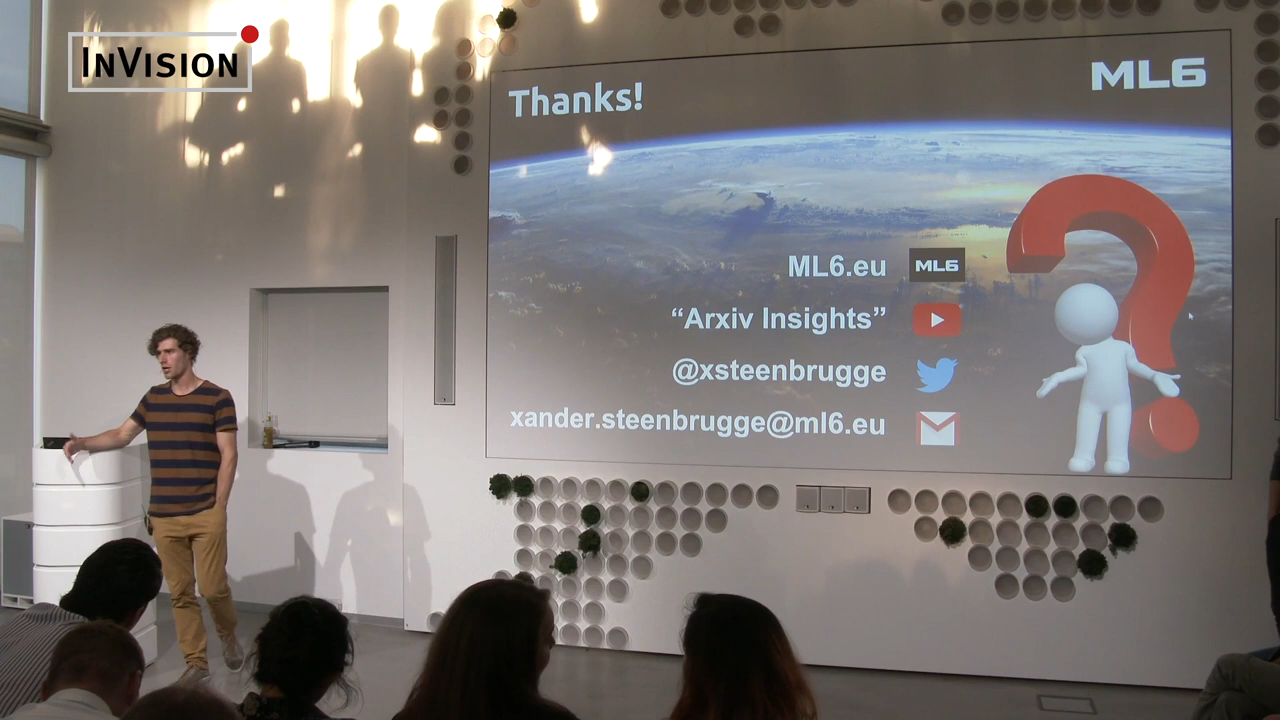 INVISION
Thanks!
ML6
ML6.eu
ML6
“Arxiv Insights”
@xsteenbrugge
xander.steenbrugge@ml6.eu